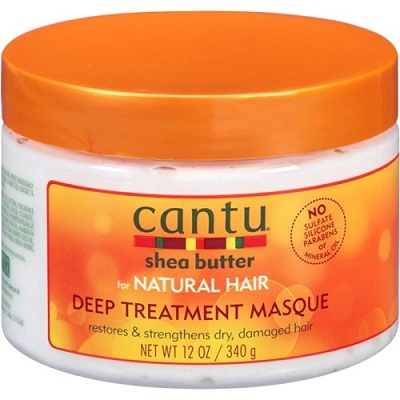 cantu
shea butter
for NATURAL HAIR
DEEP TREATMENT MASQUE
restores & strengthens dry, damaged hair
NET WT 12 OZ / 340 g
NO
SULFATE
SILICONE
PARABENS
or
MINERAL OIL